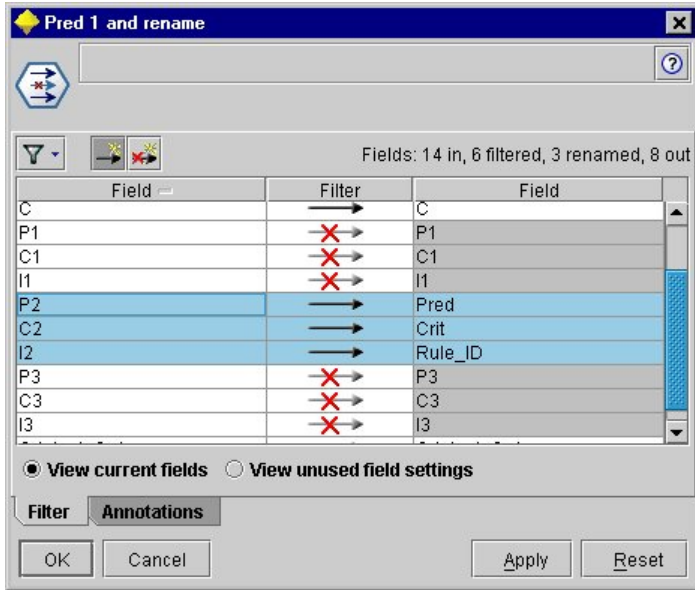 Pred 1 and rename
Fields: 14 in, 6 filtered, 3 renamed, 8 out
Field Filter Field
C C
P1 P1
C1 C1
I1 I1
P2 Pred
C2 Crit
I2 Rule_ID
P3 P3
C3 C3
I3 I3
View current fields View unused field settings
Filter Annotations
OK Cancel Apply Reset